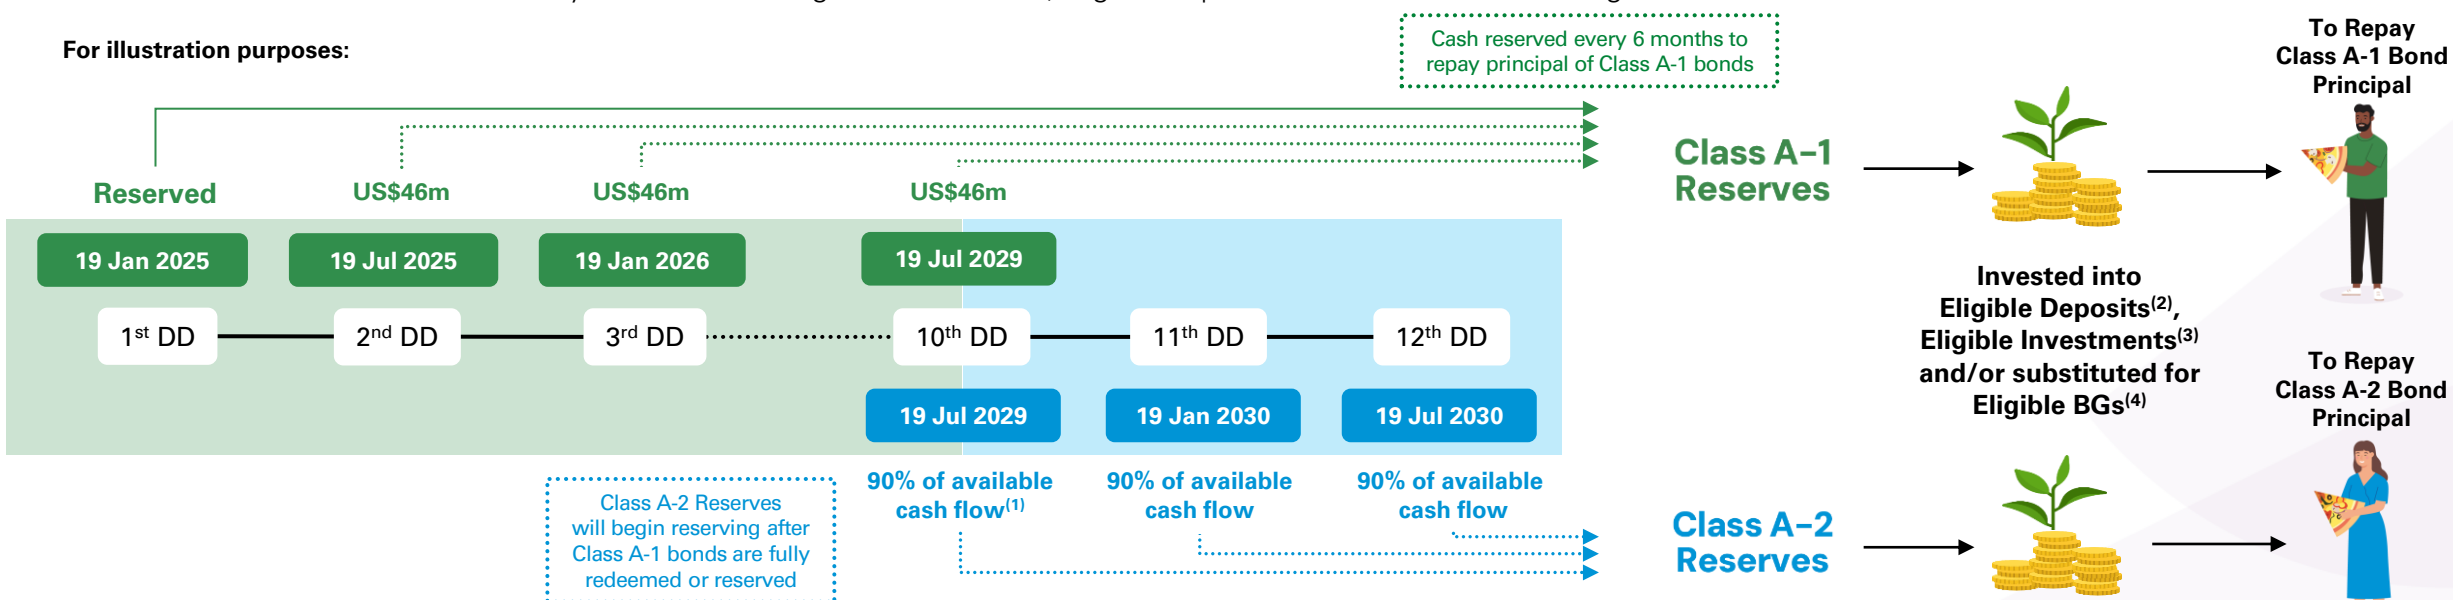 For illustration purposes:
Cash reserved every 6 months to
repay principal of Class A-1 bonds
To Repay
Class A-1 Bond
Principal
Reserved
US$46m
US$46m
US$46m
Class A-1
Reserves
19 Jan 2025
19 Jul 2025
19 Jan 2026
19 Jul 2029
1st DD
2nd DD
3rd DD
10th DD
11th DD
12th DD
19 Jul 2029
19 Jan 2030
19 Jul 2030
Invested into
Eligible Deposits(2),
Eligible Investments(3)
and/or substituted for
Eligible BGs(4)
To Repay
Class A-2 Bond
Principal
Class A-2 Reserves
will begin reserving after
Class A-1 bonds are fully
redeemed or reserved
90% of available
cash flow(1)
90% of available
cash flow
90% of available
cash flow
Class A-2
Reserves